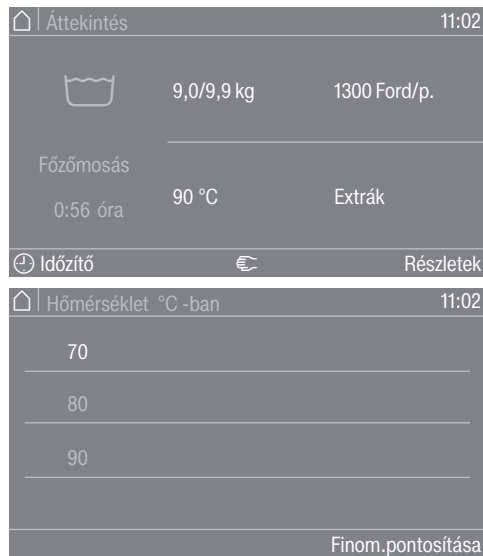 Áttekintés 11:02
9,0/9,9 kg 1300 Ford/p.
Főzőmosás
0:56 óra
90 °C Extrák
Időzítő Részletek
Hőmérséklet °C -ban 11:02
70
80
90
Finom.pontosítása